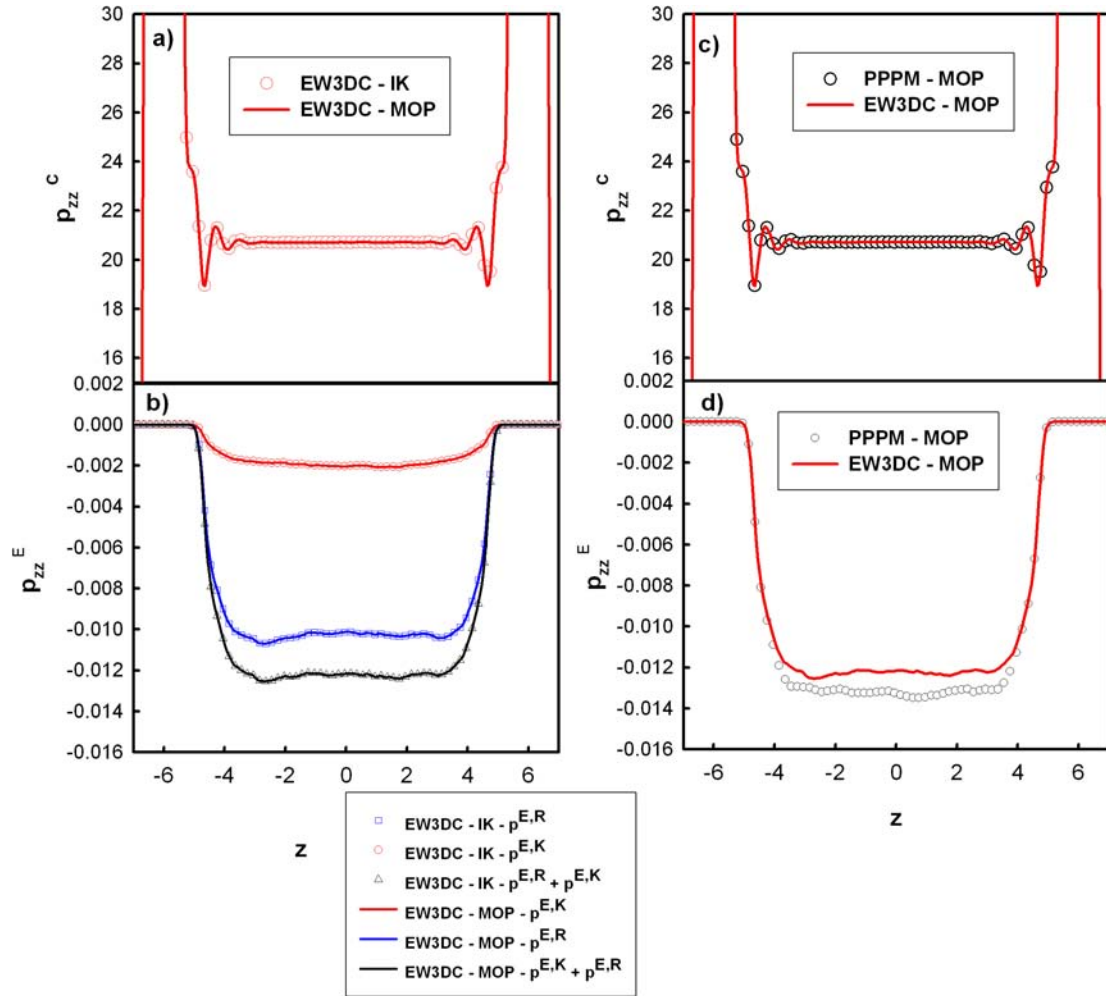 a)
EW3DC - IK
EW3DC - MOP
30
28
26
24
22
20
18
16
p_zz^C
c)
PPPM - MOP
EW3DC - MOP
30
28
26
24
22
20
18
16
p_zz^C
b)
0.002
0.000
-0.002
-0.004
-0.006
-0.008
-0.010
-0.012
-0.014
-0.016
p_zz^E
-6 -4 -2 0 2 4 6
z
d)
PPPM - MOP
EW3DC - MOP
0.002
0.000
-0.002
-0.004
-0.006
-0.008
-0.010
-0.012
-0.014
-0.016
p_zz^E
-6 -4 -2 0 2 4 6
z
EW3DC - IK - p^E,R
EW3DC - IK - p^E,K
EW3DC - IK - p^E,R + p^E,K
EW3DC - MOP - p^E,K
EW3DC - MOP - p^E,R
EW3DC - MOP - p^E,K + p^E,R